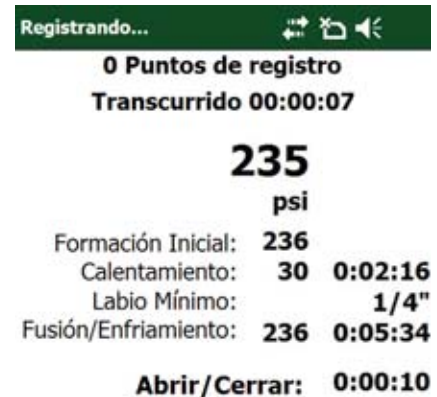 Registrando...
0 Puntos de registro
Transcurrido 00:00:07
235
psi
Formación Inicial: 236
Calentamiento: 30 0:02:16
Labio Mínimo: 1/4"
Fusión/Enfriamiento: 236 0:05:34
Abrir/Cerrar: 0:00:10